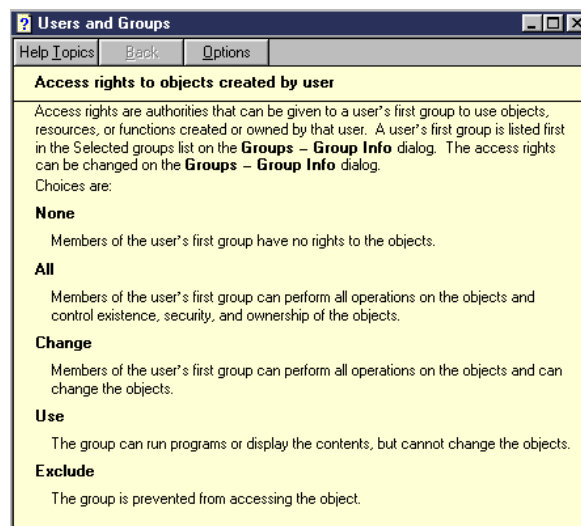 Users and Groups
Help Topics Back Options
Access rights to objects created by user
Access rights are authorities that can be given to a user's first group to use objects,
resources, or functions created or owned by that user. A user's first group is listed first
in the Selected groups list on the Groups – Group Info dialog. The access rights
can be changed on the Groups – Group Info dialog.
Choices are:
None
Members of the user's first group have no rights to the objects.
All
Members of the user's first group can perform all operations on the objects and
control existence, security, and ownership of the objects.
Change
Members of the user's first group can perform all operations on the objects and can
change the objects.
Use
The group can run programs or display the contents, but cannot change the objects.
Exclude
The group is prevented from accessing the object.